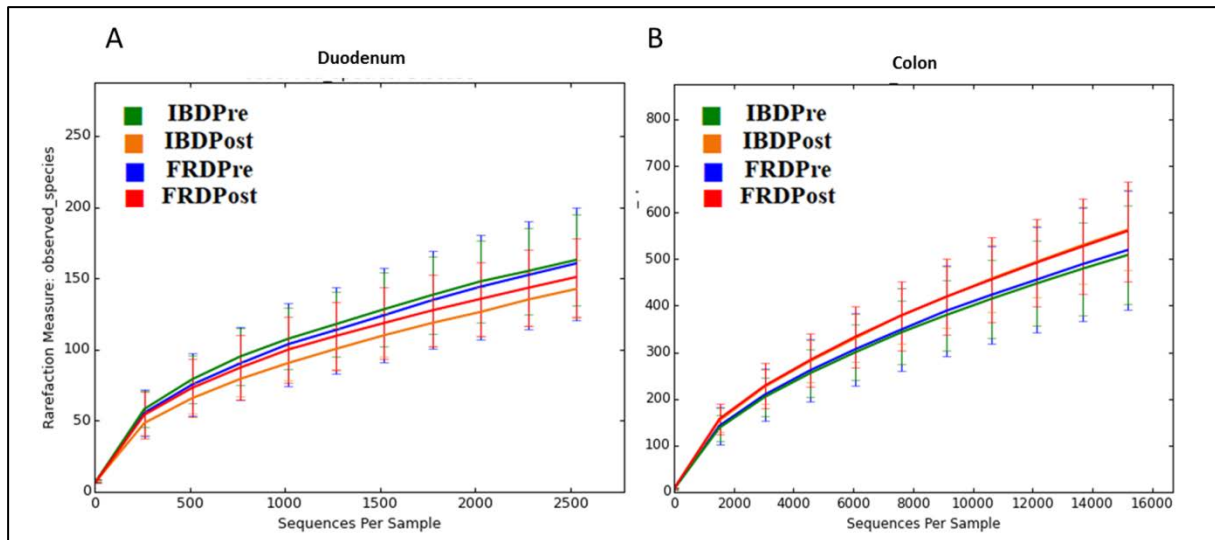 A
Duodenum
IBDPre
IBDPost
FRDPre
FRDPost
Rarefaction Measure: observed_species
250
200
150
100
50
0
0 500 1000 1500 2000 2500
Sequences Per Sample
B
Colon
IBDPre
IBDPost
FRDPre
FRDPost
800
700
600
500
400
300
200
100
0
0 2000 4000 6000 8000 10000 12000 14000 16000
Sequences Per Sample